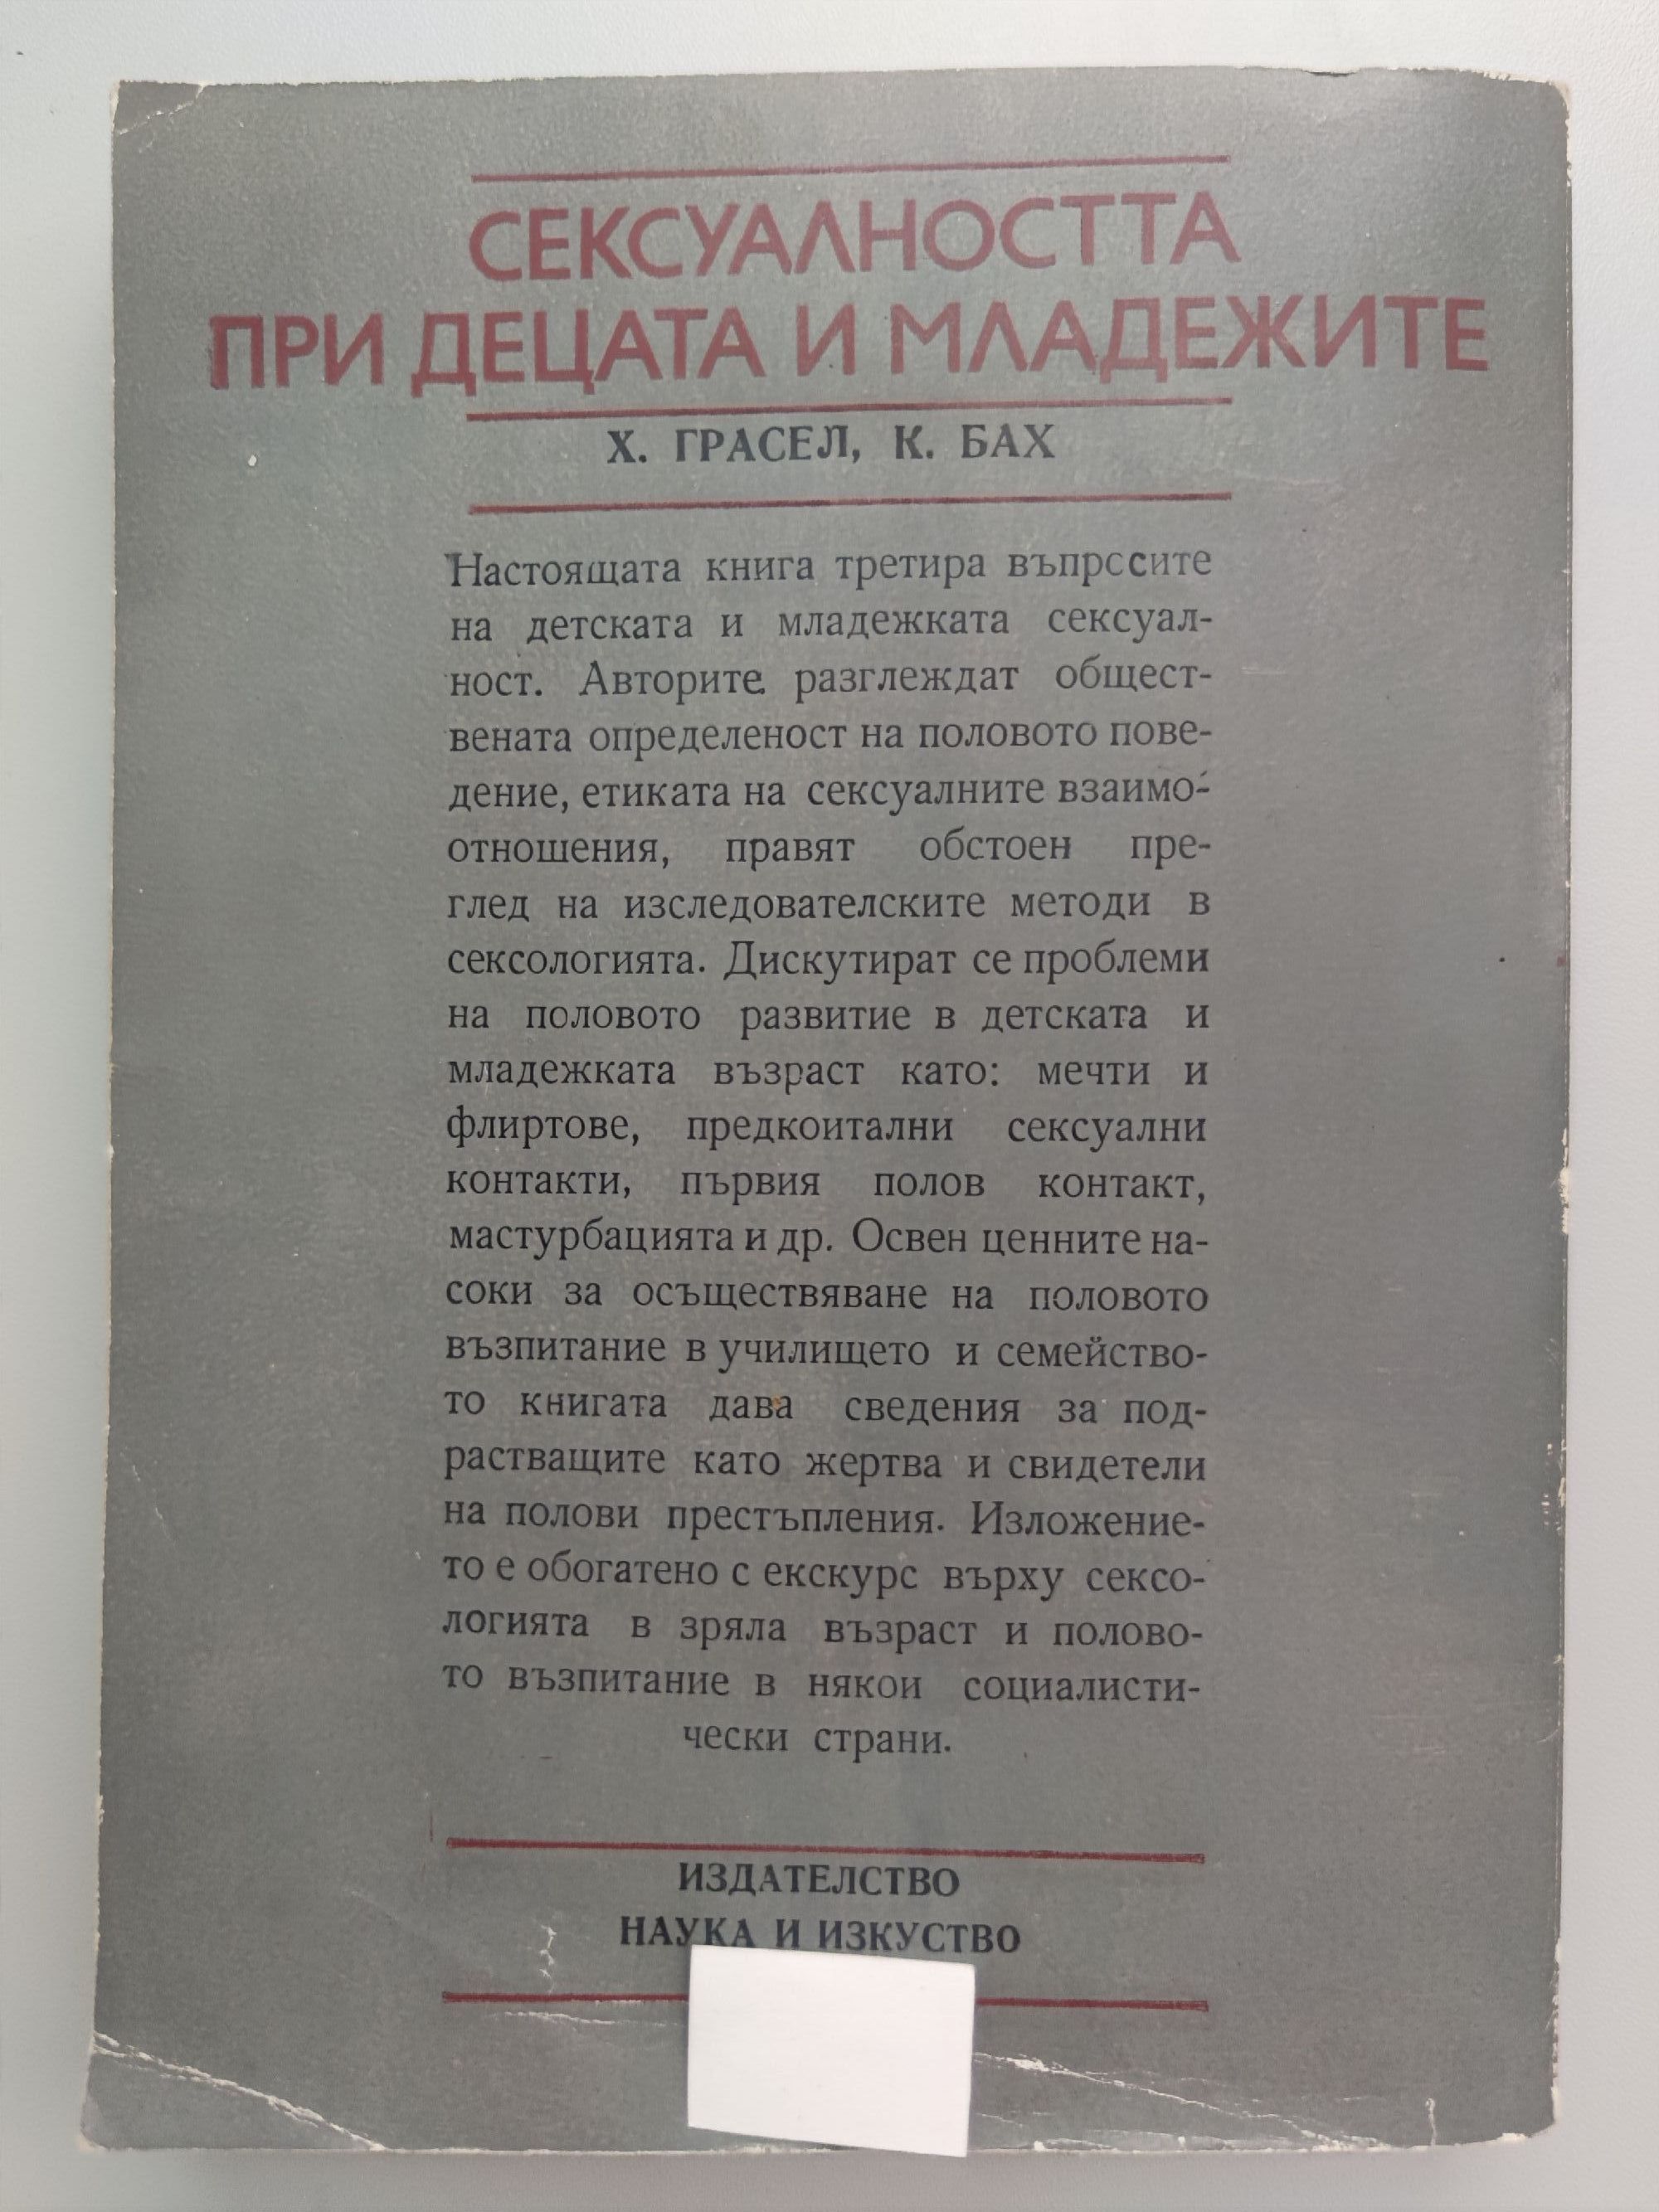 СЕКСУАЛНОСТТА
ПРИ ДЕЦАТА И МЛАДЕЖИТЕ
Х. ГРАСЕЛ, К. БАХ
Настоящата книга третира въпрссите
на детската и младежката сексуал-
ност. Авторите разглеждат общест-
вената определеност на половото пове-
дение, етиката на сексуалните взаимо-
отношения, правят обстоен пре-
глед на изследователските методи в
сексологията. Дискутират се проблеми
на половото развитие в детската и
младежката възраст като: мечти и
флиртове, предкоитални сексуални
контакти, първия полов контакт,
мастурбацията и др. Освен ценните на-
соки за осъществяване на половото
възпитание в училището и семейство-
то книгата дава сведения за под-
растващите като жертва и свидетели
на полови престъпления. Изложение-
то е обогатено с екскурс върху сексо-
логията в зряла възраст и полово-
то възпитание в някои социалисти-
чески страни.
ИЗДАТЕЛСТВО
НАУКА И ИЗКУСТВО